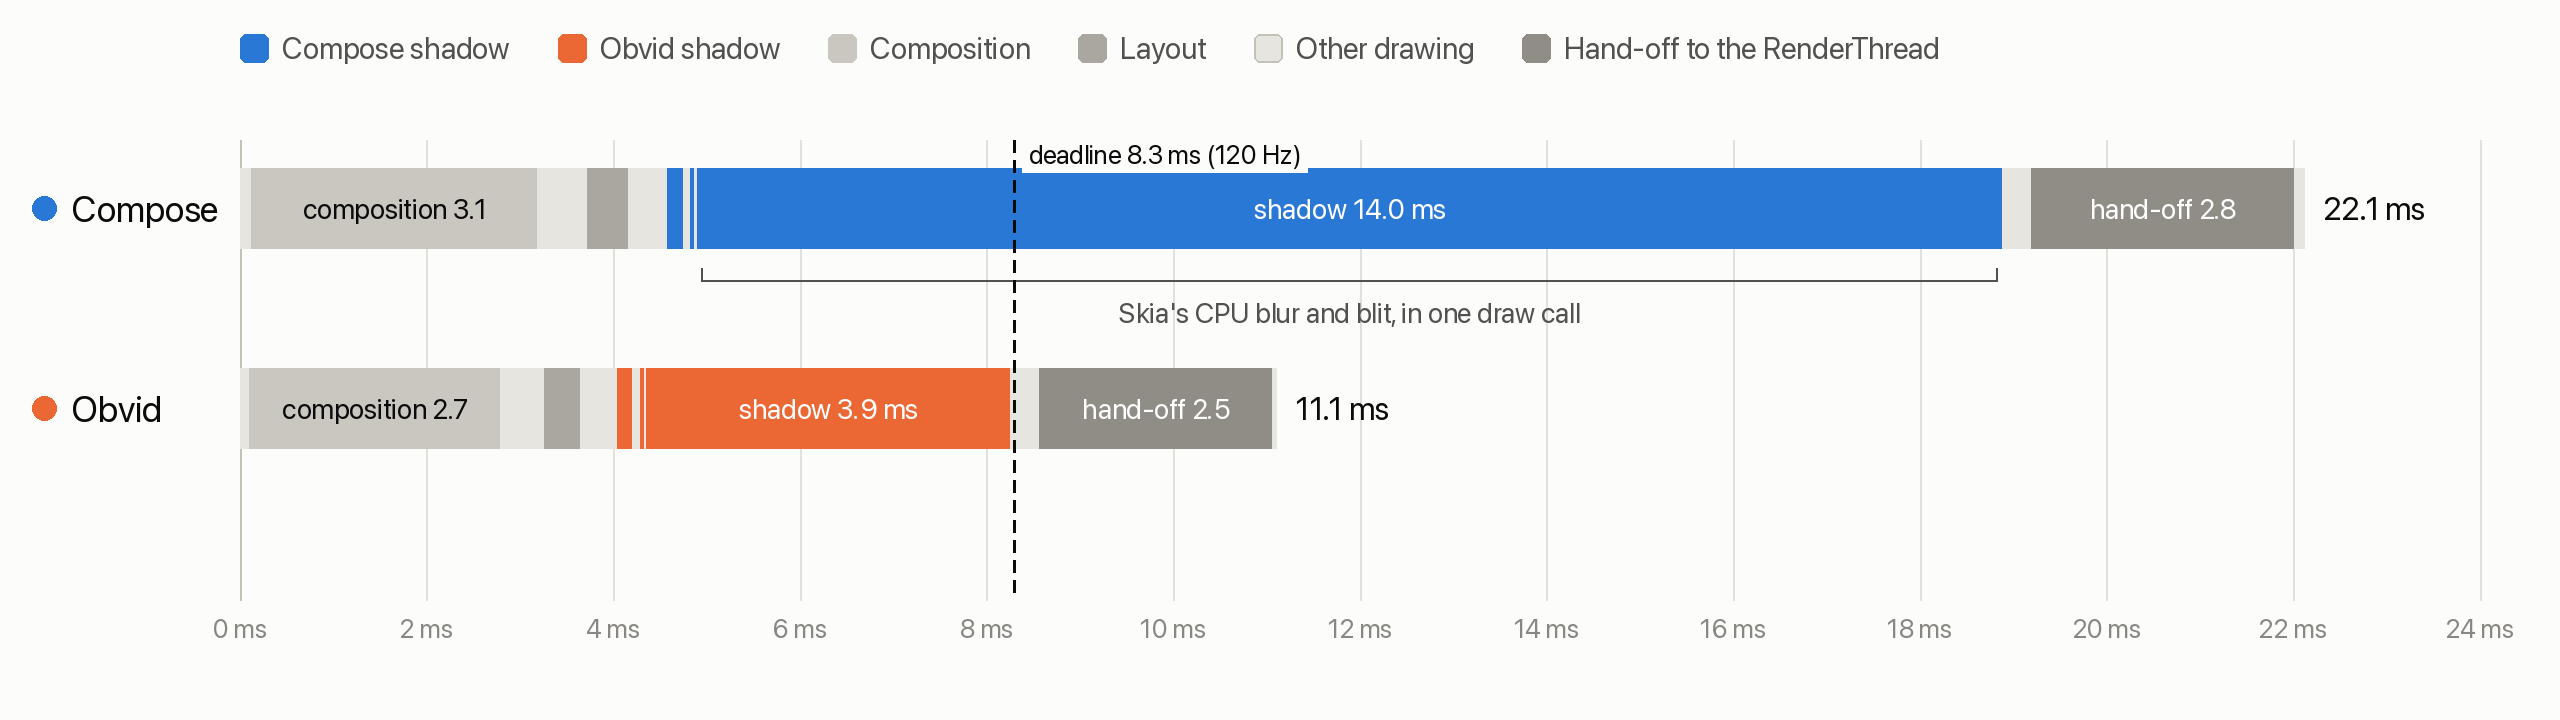 Compose shadow
Obvid shadow
Composition
Layout
Other drawing
Hand-off to the RenderThread
deadline 8.3 ms (120 Hz)
Compose
composition 3.1
shadow 14.0 ms
hand-off 2.8
22.1 ms
Skia's CPU blur and blit, in one draw call
Obvid
composition 2.7
shadow 3.9 ms
hand-off 2.5
11.1 ms
0 ms
2 ms
4 ms
6 ms
8 ms
10 ms
12 ms
14 ms
16 ms
18 ms
20 ms
22 ms
24 ms